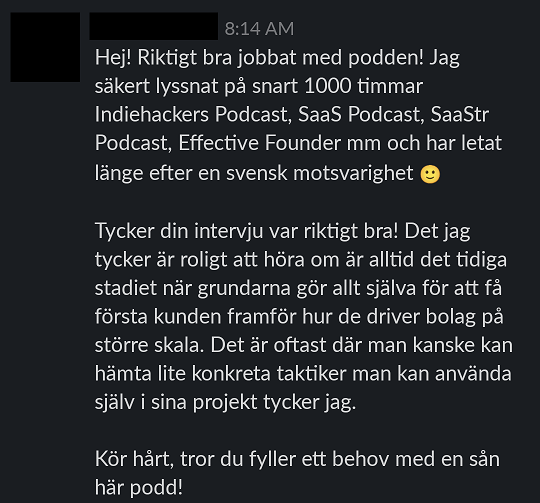 8:14 AM
Hej! Riktigt bra jobbat med podden! Jag
säkert lyssnat på snart 1000 timmar
Indiehackers Podcast, SaaS Podcast, SaaStr
Podcast, Effective Founder mm och har letat
länge efter en svensk motsvarighet 🙂
Tycker din intervju var riktigt bra! Det jag
tycker är roligt att höra om är alltid det tidiga
stadiet när grundarna gör allt själva för att få
första kunden framför hur de driver bolag på
större skala. Det är oftast där man kanske kan
hämta lite konkreta taktiker man kan använda
själv i sina projekt tycker jag.
Kör hårt, tror du fyller ett behov med en sån
här podd!